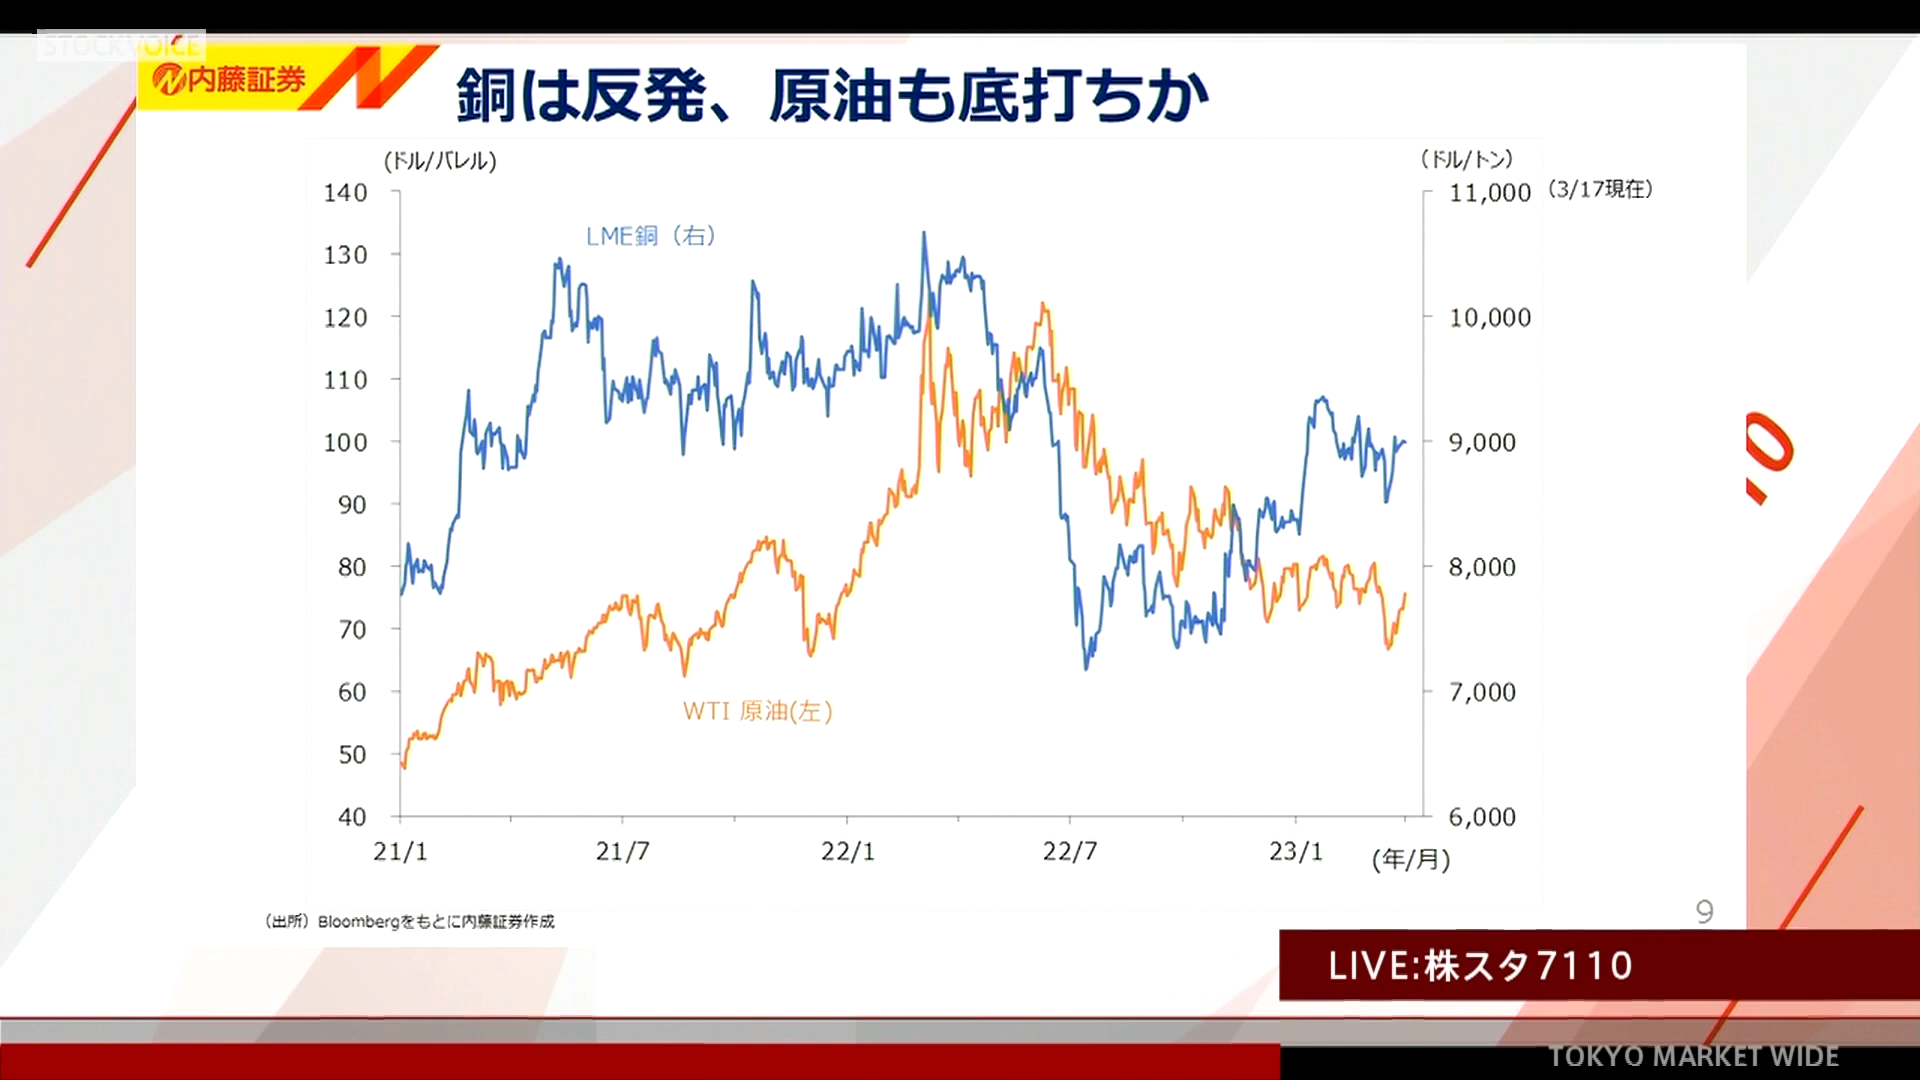 STOCKVOICE
内藤証券
銅は反発、原油も底打ちか
(ドル/バレル)
(ドル/トン)
(3/17現在)
140
130
120
110
100
90
80
70
60
50
40
11,000
10,000
9,000
8,000
7,000
6,000
LME銅（右）
WTI 原油(左)
21/1
21/7
22/1
22/7
23/1
(年/月)
（出所）Bloombergをもとに内藤証券作成
9
10
LIVE:株スタ7110
TOKYO MARKET WIDE